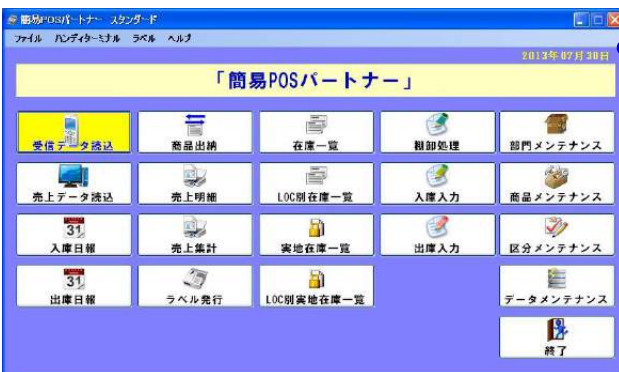 簡易POSパートナー スタンダード
ファイル ハンディターミナル ラベル ヘルプ
2013年07月30日
「簡易POSパートナー」
受信データ読込 商品出納 在庫一覧 棚卸処理 部門メンテナンス
売上データ読込 売上明細 LOC別在庫一覧 入庫入力 商品メンテナンス
31 31
入庫日報 売上集計 実地在庫一覧 出庫入力 区分メンテナンス
出庫日報 ラベル発行 LOC別実地在庫一覧 データメンテナンス
終了